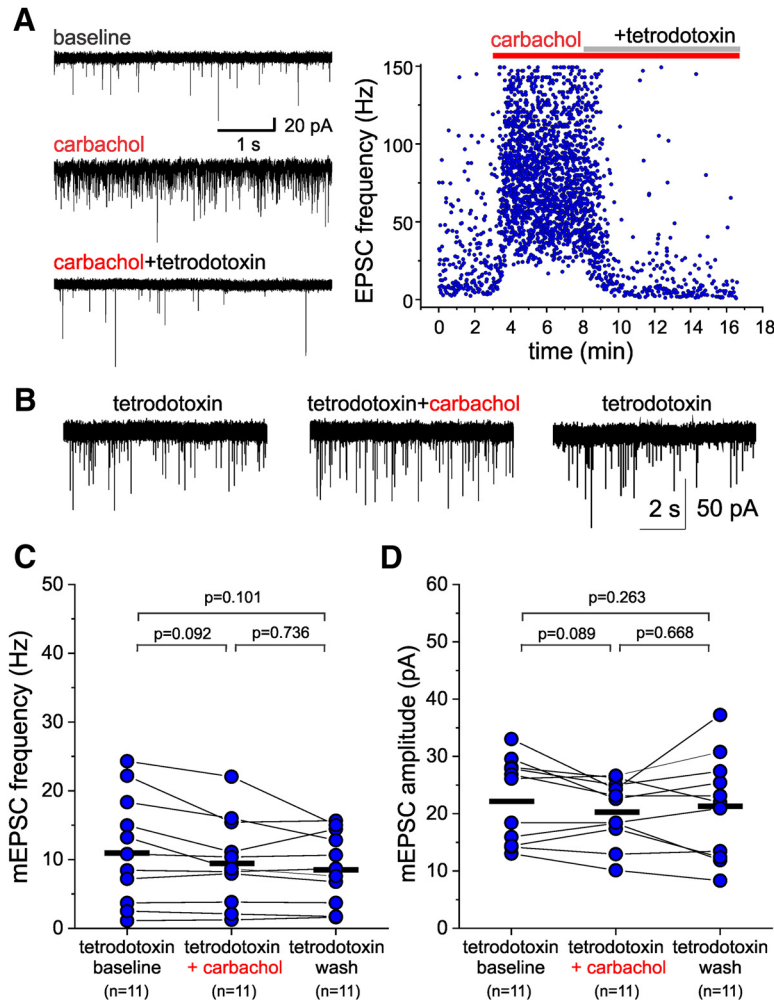 A
baseline
20 pA
1 s
carbachol
carbachol+tetrodotoxin
carbachol
+tetrodotoxin
EPSC frequency (Hz)
150
100
50
0
0 2 4 6 8 10 12 14 16 18
time (min)
B
tetrodotoxin
tetrodotoxin+carbachol
tetrodotoxin
2 s
50 pA
C
mEPSC frequency (Hz)
50
40
30
20
10
0
p=0.101
p=0.092
p=0.736
tetrodotoxin
baseline
(n=11)
tetrodotoxin
+ carbachol
(n=11)
tetrodotoxin
wash
(n=11)
D
mEPSC amplitude (pA)
60
50
40
30
20
10
0
p=0.263
p=0.089
p=0.668
tetrodotoxin
baseline
(n=11)
tetrodotoxin
+ carbachol
(n=11)
tetrodotoxin
wash
(n=11)